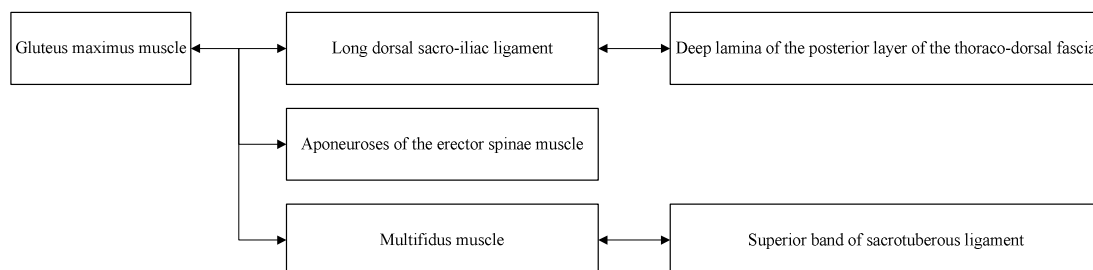 Gluteus maximus muscle
Long dorsal sacro-iliac ligament
Deep lamina of the posterior layer of the thoraco-dorsal fascia
Aponeuroses of the erector spinae muscle
Multifidus muscle
Superior band of sacrotuberous ligament